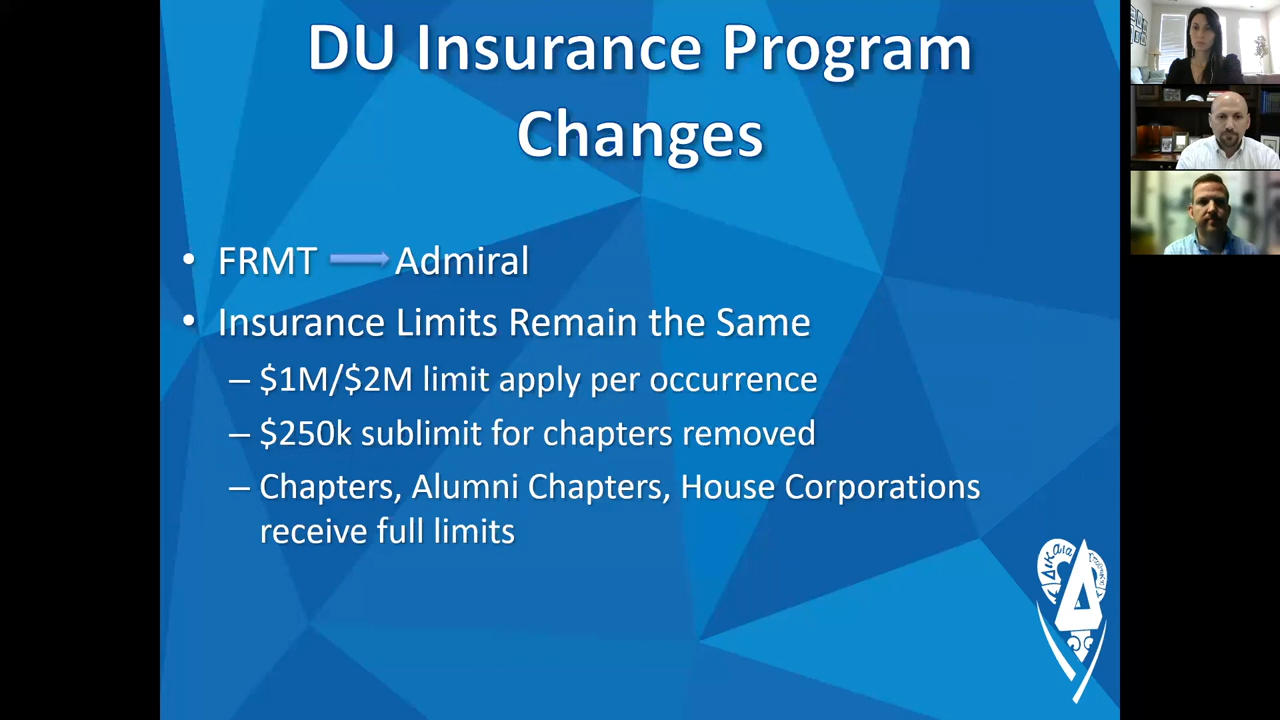 DU Insurance Program
Changes
• FRMT Admiral
• Insurance Limits Remain the Same
– $1M/$2M limit apply per occurrence
– $250k sublimit for chapters removed
– Chapters, Alumni Chapters, House Corporations
receive full limits
Δικαια
Δ